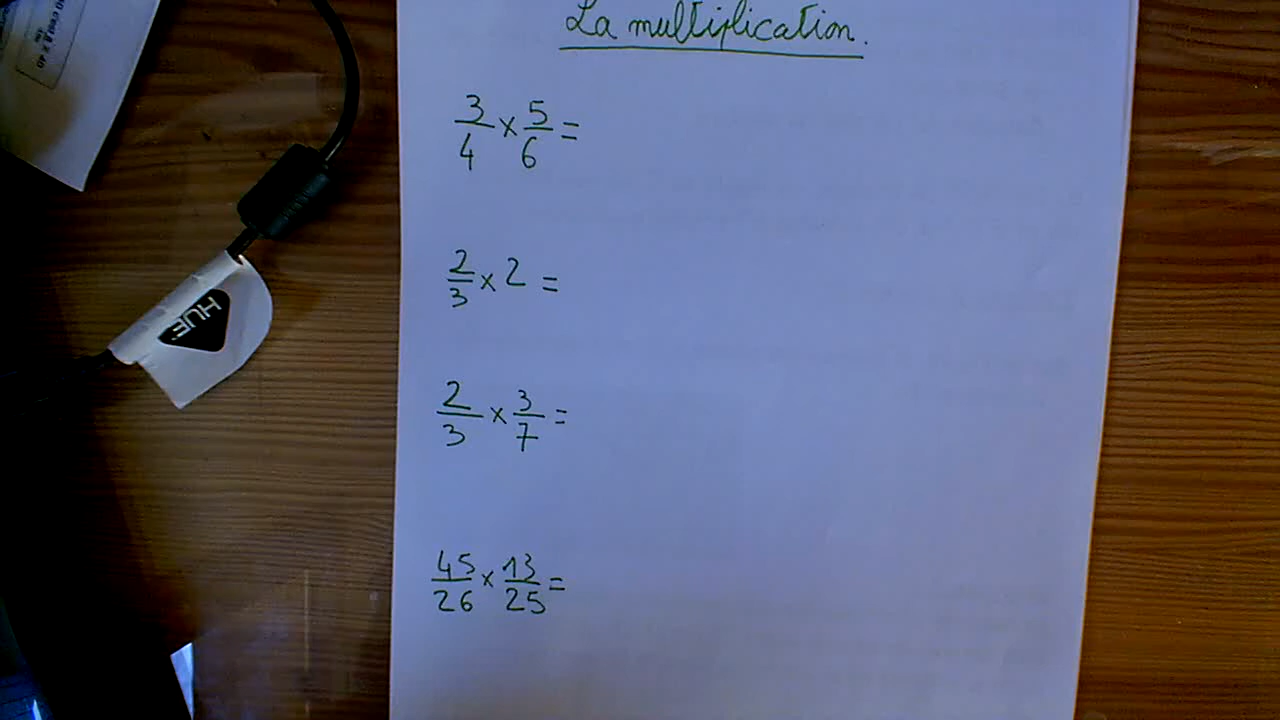 La multiplication.
3/4 × 5/6 =
2/3 × 2 =
2/3 × 3/7 =
45/26 × 13/25 =
HUE